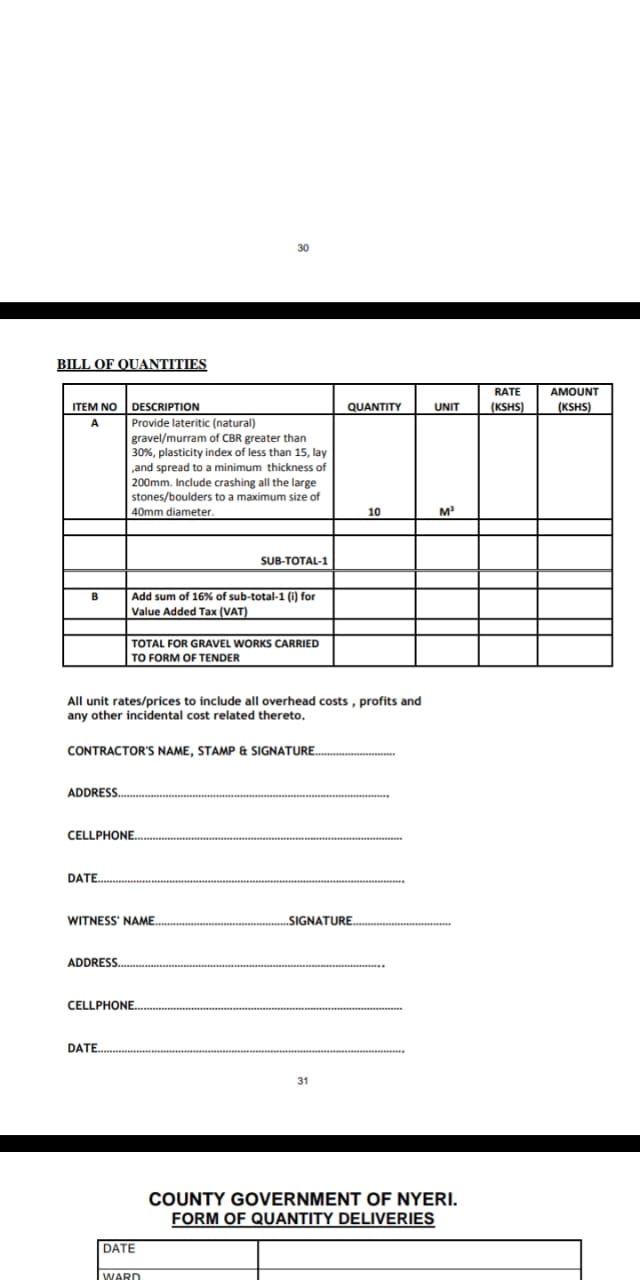 30
BILL OF QUANTITIES
ITEM NO DESCRIPTION QUANTITY UNIT RATE (KSHS) AMOUNT (KSHS)
A Provide lateritic (natural)
gravel/murram of CBR greater than
30%, plasticity index of less than 15, lay
,and spread to a minimum thickness of
200mm. Include crashing all the large
stones/boulders to a maximum size of
40mm diameter. 10 M³
SUB-TOTAL-1
B Add sum of 16% of sub-total-1 (i) for
Value Added Tax (VAT)
TOTAL FOR GRAVEL WORKS CARRIED
TO FORM OF TENDER
All unit rates/prices to include all overhead costs , profits and
any other incidental cost related thereto.
CONTRACTOR'S NAME, STAMP & SIGNATURE............................
ADDRESS................................................................................
CELLPHONE................................................................................
DATE................................................................................
WITNESS' NAME.............................................SIGNATURE.................................
ADDRESS................................................................................
CELLPHONE................................................................................
DATE................................................................................
31
COUNTY GOVERNMENT OF NYERI.
FORM OF QUANTITY DELIVERIES
DATE
WARD